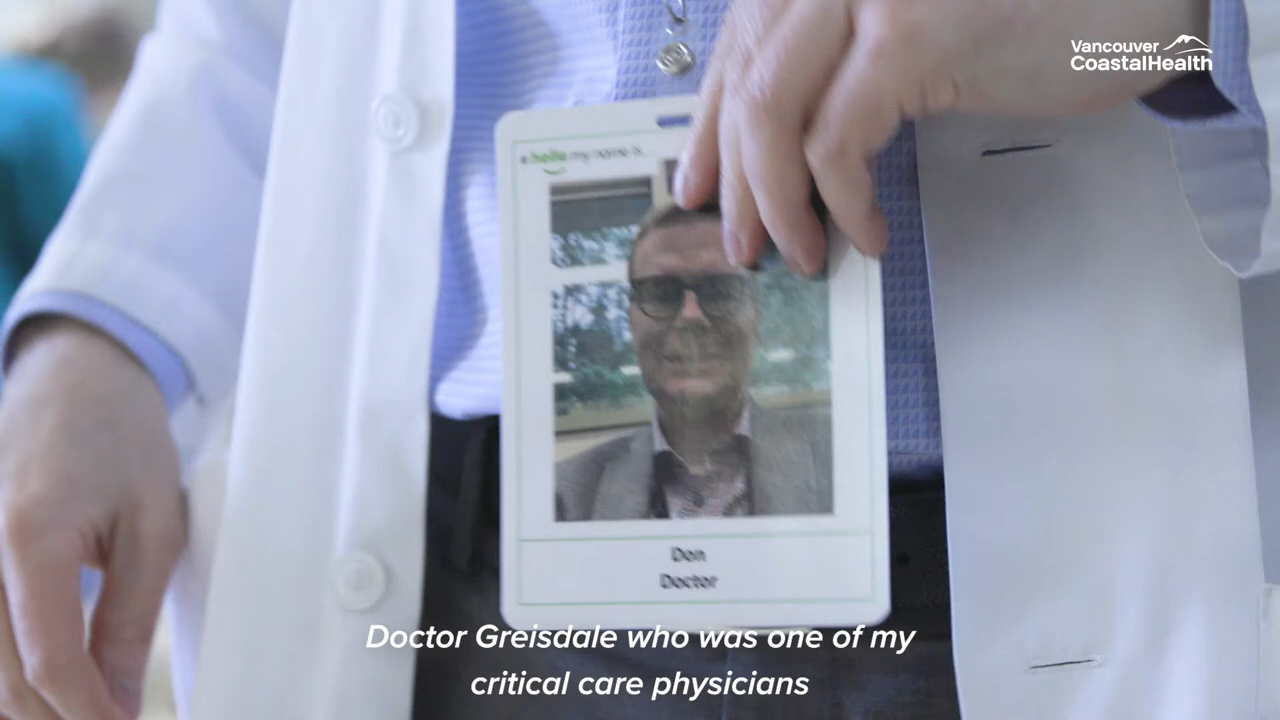 Vancouver
CoastalHealth
hello my name is...
Don
Doctor
Doctor Greisdale who was one of my
critical care physicians